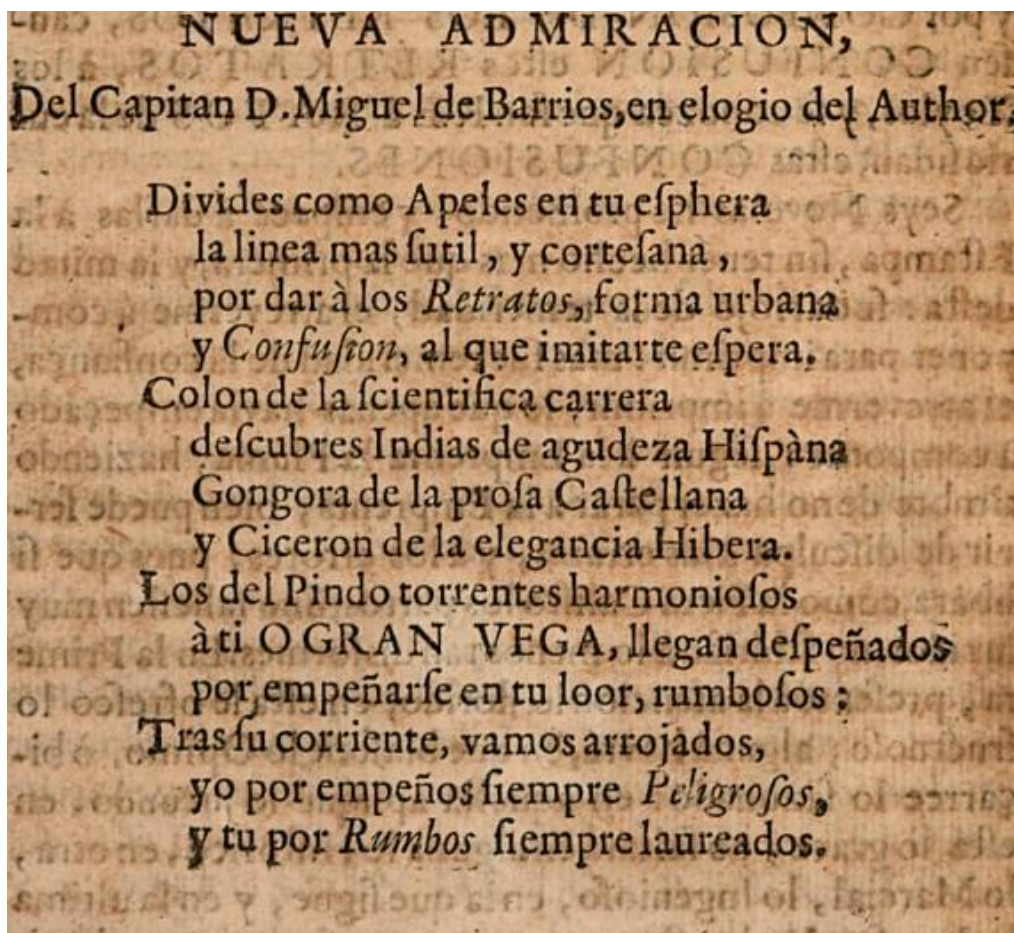 NUEVA ADMIRACION,
Del Capitan D. Miguel de Barrios, en elogio del Author,
Divides como Apeles en tu eſphera
la linea mas ſutil, y corteſana,
por dar à los Retratos, forma urbana
y Confuſion, al que imitarte eſpera.
Colon de la ſcientifica carrera
deſcubres Indias de agudeza Hiſpàna
Gongora de la proſa Caſtellana
y Ciceron de la elegancia Hibera.
Los del Pindo torrentes harmonioſos
à ti O GRAN VEGA, llegan deſpeñados
por empeñarſe en tu loor, rumboſos;
Tras ſu corriente, vamos arrojados,
yo por empeños ſiempre Peligroſos,
y tu por Rumbos ſiempre laureados.